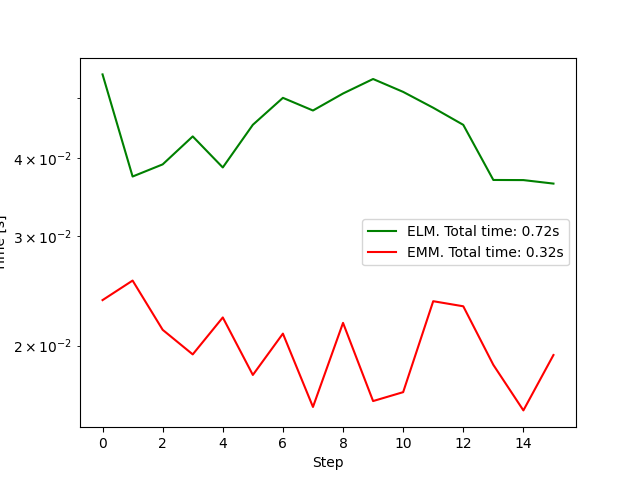 4 × 10⁻²
3 × 10⁻²
2 × 10⁻²
Time [s]
ELM. Total time: 0.72s
EMM. Total time: 0.32s
0 2 4 6 8 10 12 14
Step